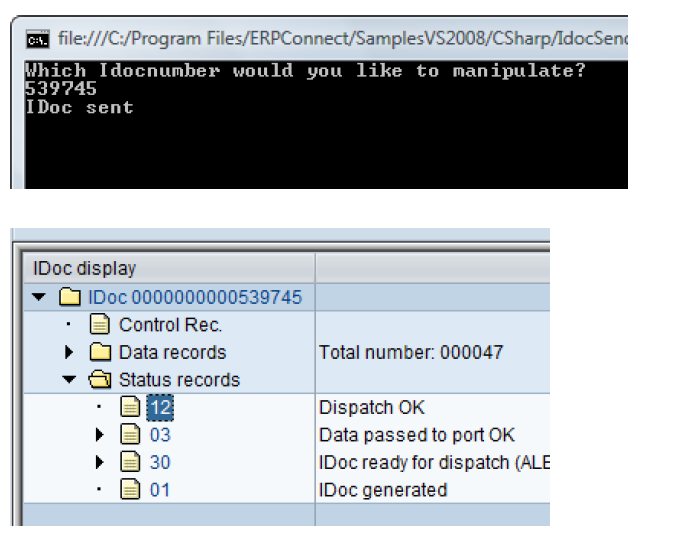 file:///C:/Program Files/ERPConnect/SamplesVS2008/CSharp/IdocSend
Which Idocnumber would you like to manipulate?
539745
IDoc sent
IDoc display
IDoc 0000000000539745
Control Rec.
Data records Total number: 000047
Status records
12 Dispatch OK
03 Data passed to port OK
30 IDoc ready for dispatch (ALE
01 IDoc generated